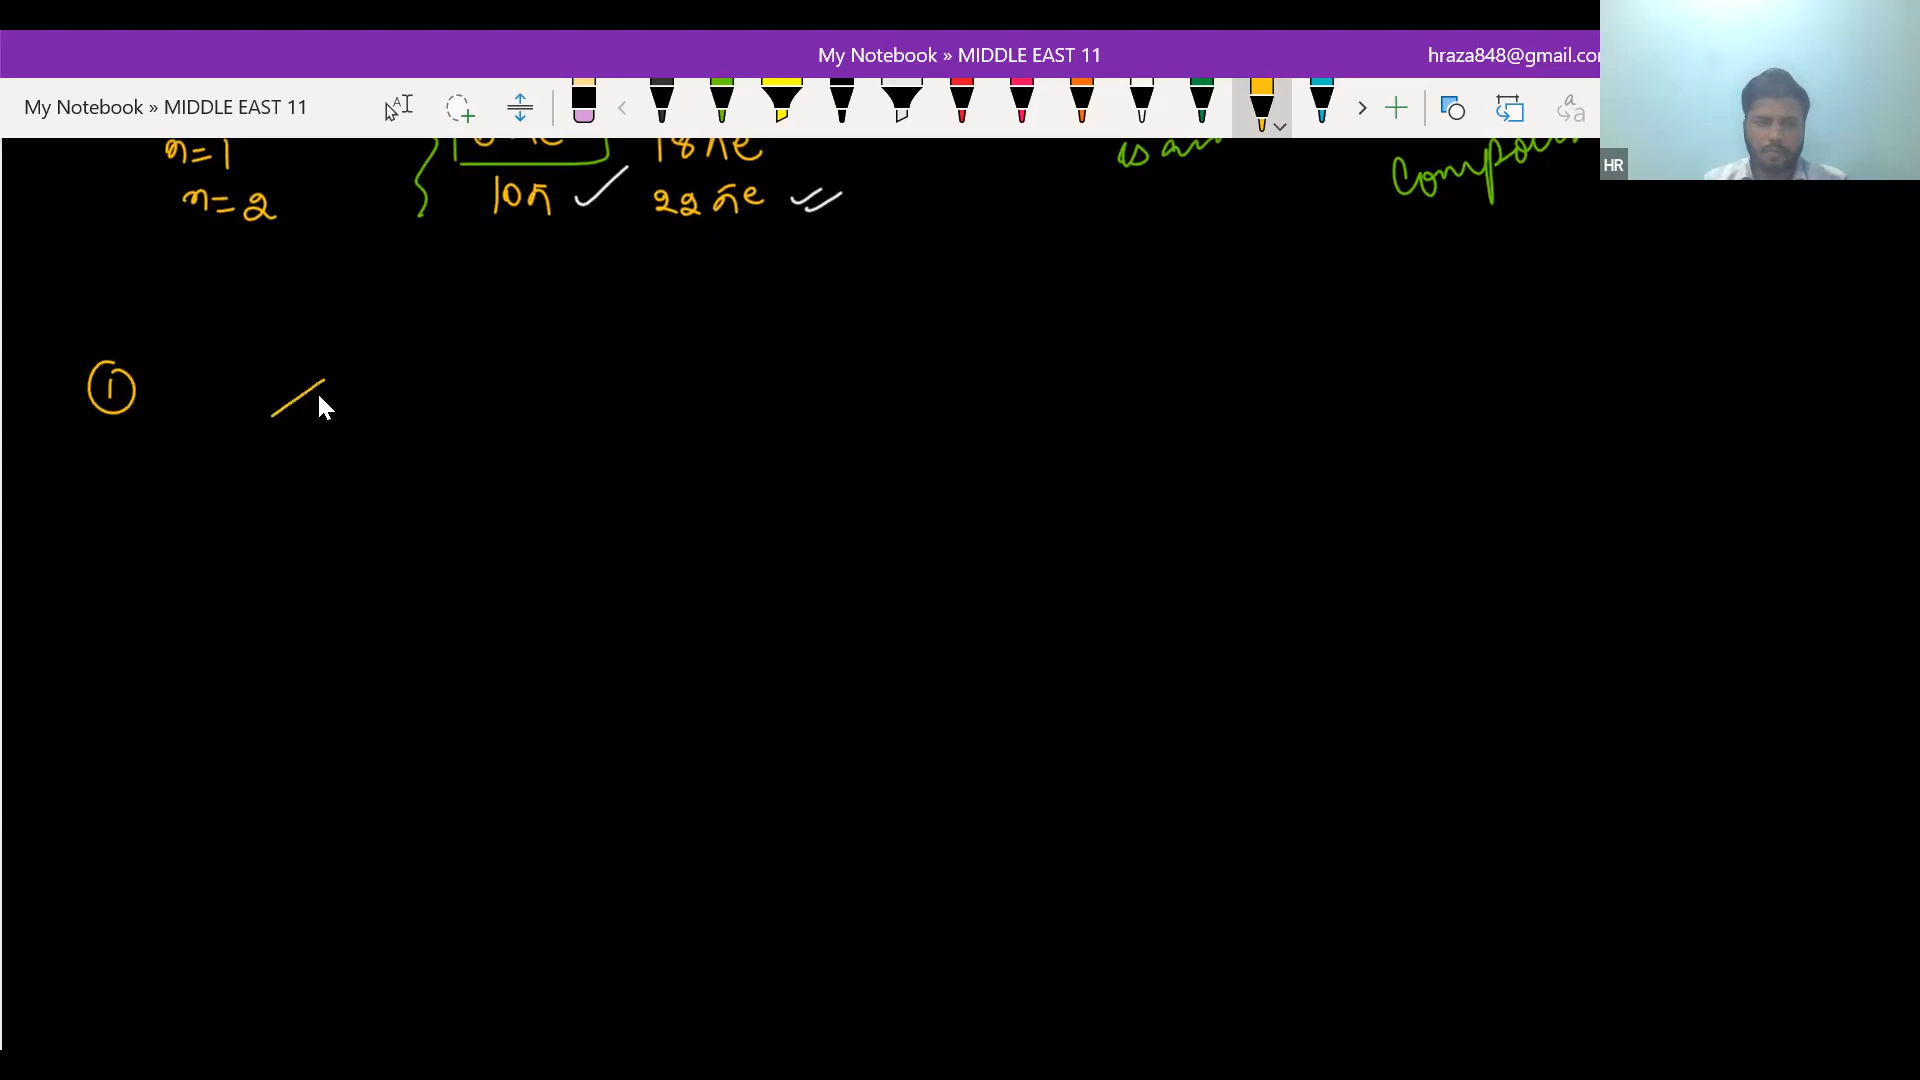 My Notebook » MIDDLE EAST 11
hraza848@gmail.co
My Notebook » MIDDLE EAST 11
HR
n=1 18πe is
n=2 10π 22πe
①